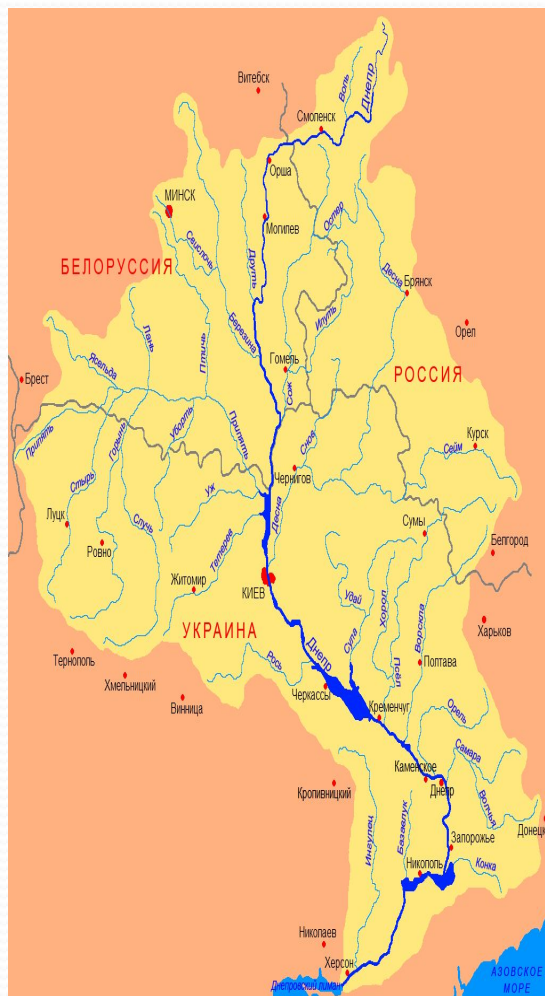 Витебск
Вопь
Днепр
Смоленск
Орша
МИНСК
Могилев
Остер
Свислочь
Друть
БЕЛОРУССИЯ
Десна
Брянск
Ипуть
Лань
Березина
Орел
Птичь
Гомель
Ясельда
РОССИЯ
Брест
Сож
Уборть
Припять
Припять
Горынь
Снов
Курск
Сейм
Стырь
Чернигов
Уж
Луцк
Случь
Десна
Сумы
Ровно
Тетерев
Белгород
Житомир
КИЕВ
Удай
Хорол
Ворскла
Харьков
УКРАИНА
Днепр
Сула
Тернополь
Рось
Псёл
Полтава
Хмельницкий
Черкассы
Винница
Орель
Кременчуг
Самара
Каменское
Днепр
Кропивницкий
Волчья
Базавлук
Донецк
Ингулец
Запорожье
Никополь
Конка
Николаев
Херсон
Днепровский лиман
АЗОВСКОЕ
МОРЕ